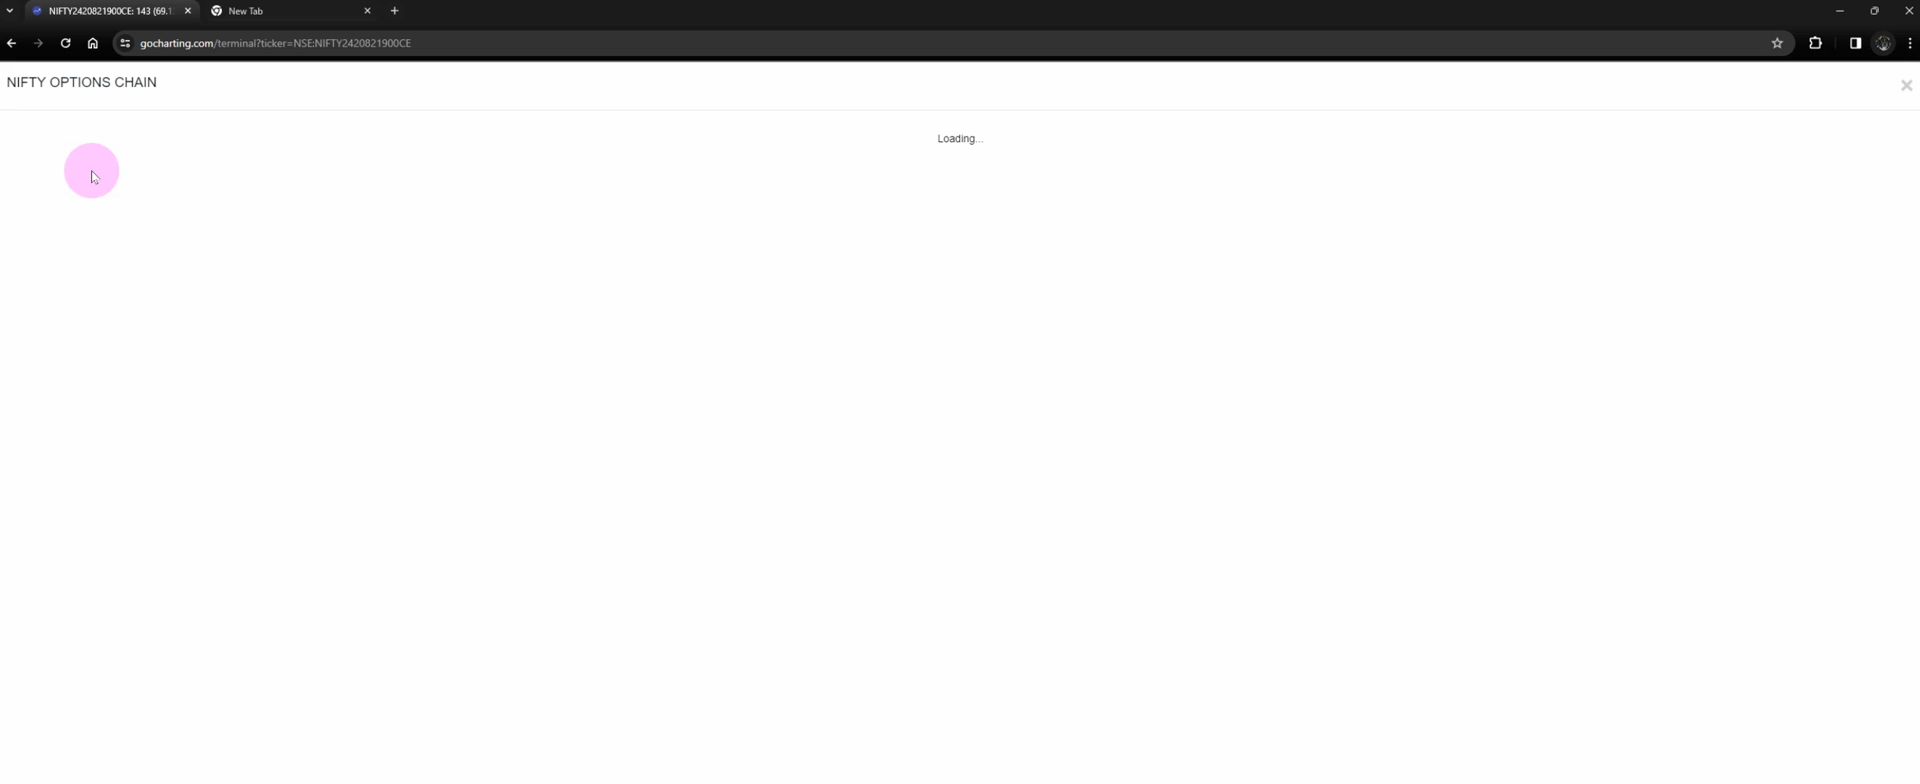 NIFTY2420821900CE: 143 (69.1
New Tab
gocharting.com/terminal?ticker=NSE:NIFTY2420821900CE
NIFTY OPTIONS CHAIN
Loading...